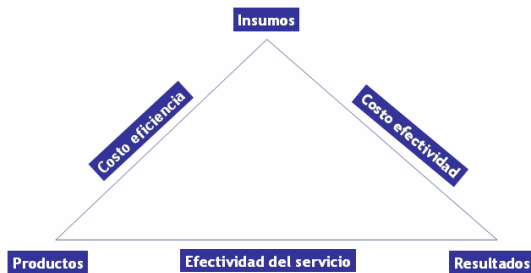 Insumos
Costo eficiencia
Costo efectividad
Productos
Efectividad del servicio
Resultados